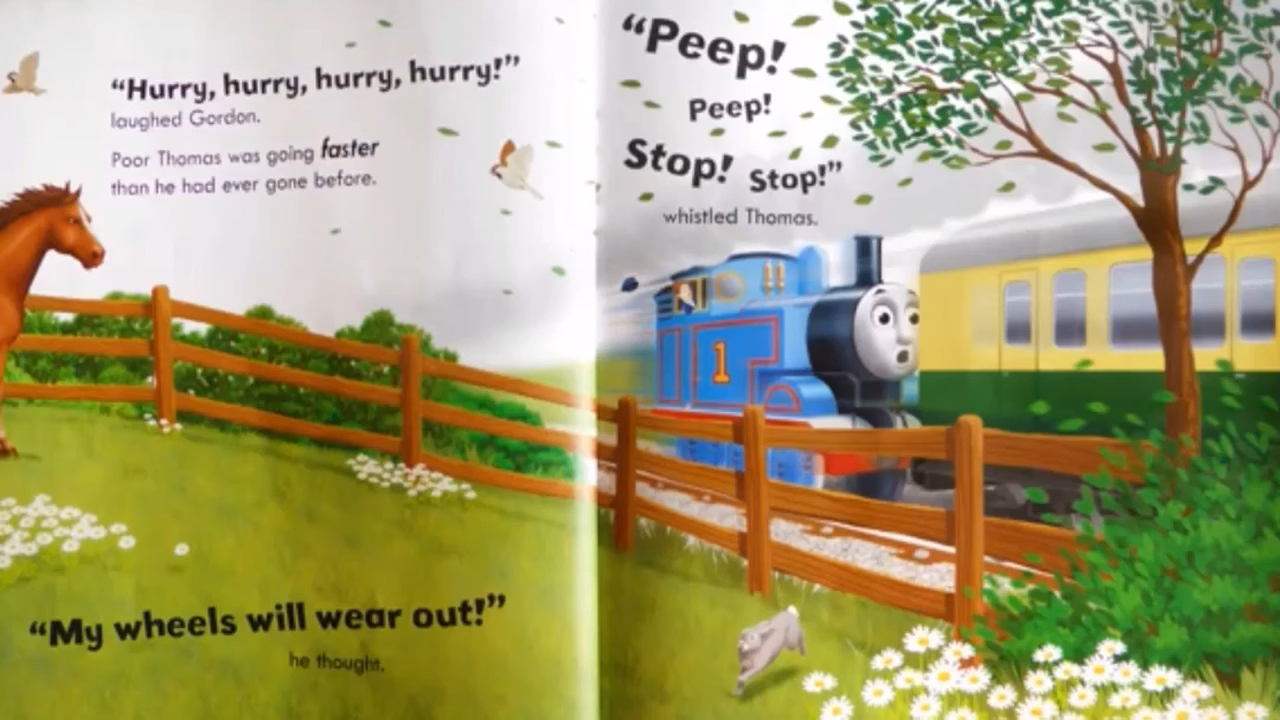 “Hurry, hurry, hurry, hurry!”
laughed Gordon.
Poor Thomas was going faster
than he had ever gone before.
“My wheels will wear out!”
he thought.
“Peep!
Peep!
Stop! Stop!”
whistled Thomas.
1